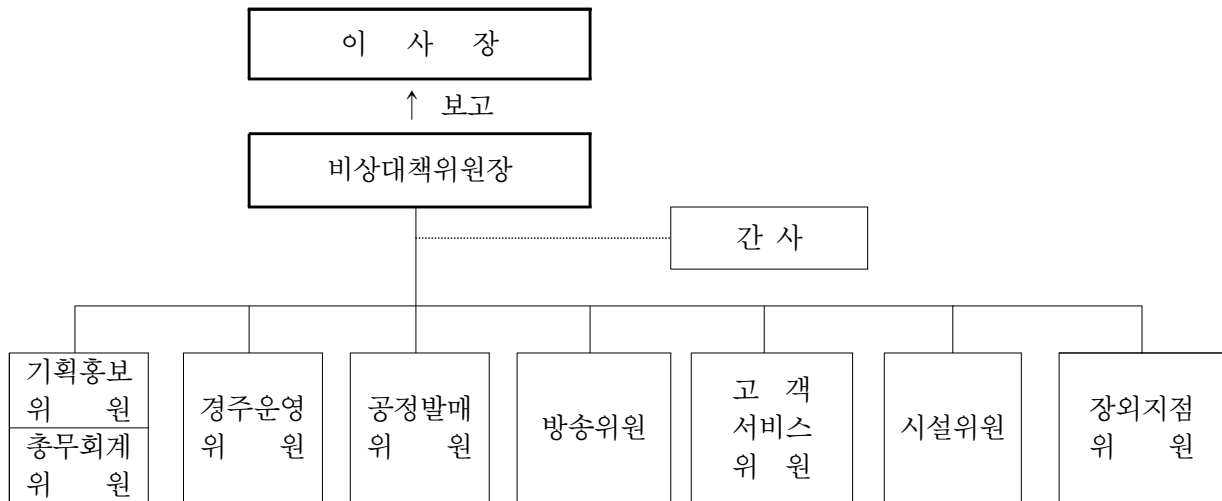 이 사 장
↑ 보고
비상대책위원장
간 사
기획홍보
위 원
총무회계
위 원
경주운영
위 원
공정발매
위 원
방송위원
고 객
서비스
위 원
시설위원
장외지점
위 원